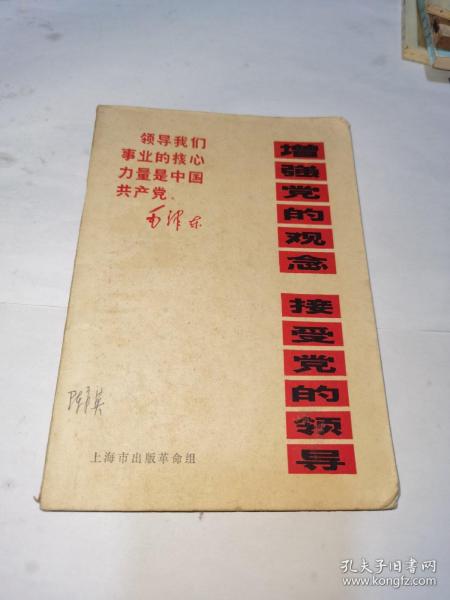 领导我们
事业的核心
力量是中国
共产党。
毛泽东
增强党的观念
接受党的领导
上海市出版革命组
孔夫子旧书网
www.kongfz.com